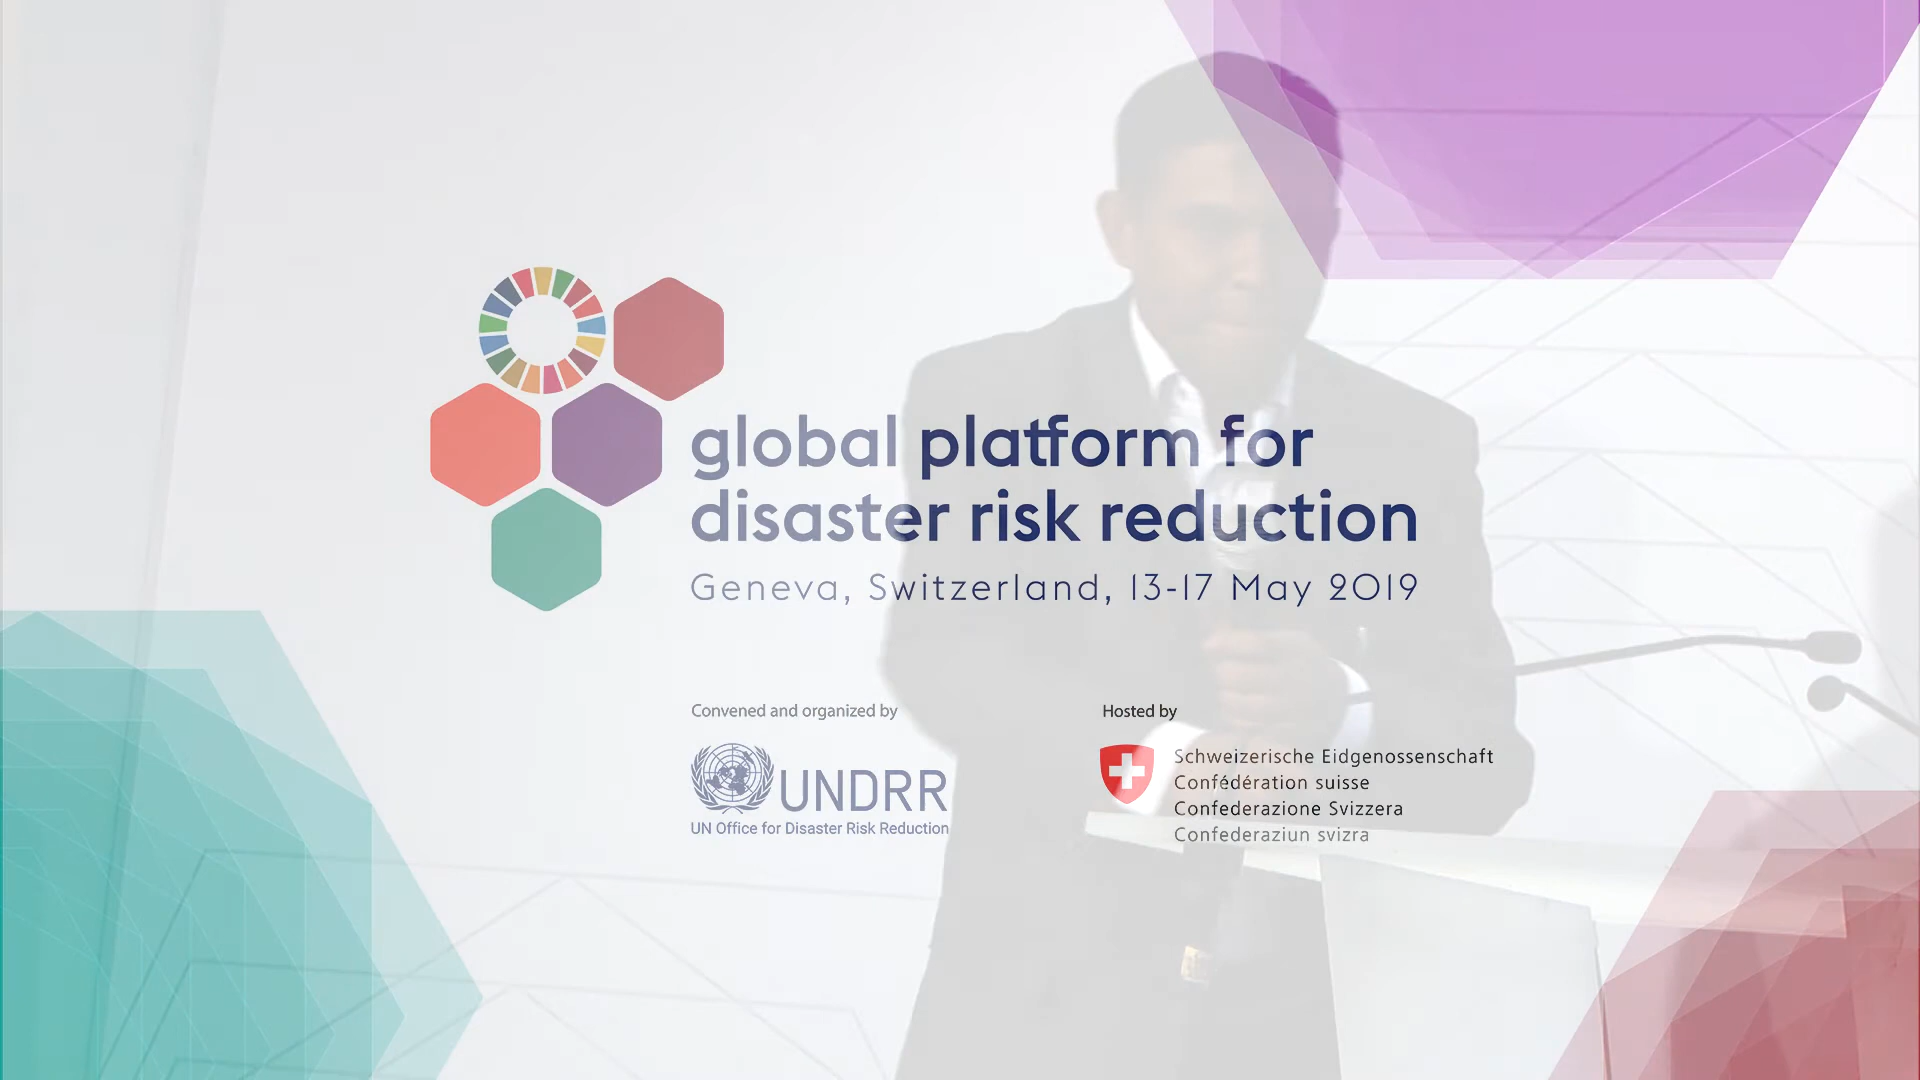 global platform for
disaster risk reduction
Geneva, Switzerland, 13-17 May 2019
Convened and organized by
UNDRR
UN Office for Disaster Risk Reduction
Hosted by
Schweizerische Eidgenossenschaft
Confédération suisse
Confederazione Svizzera
Confederaziun svizra